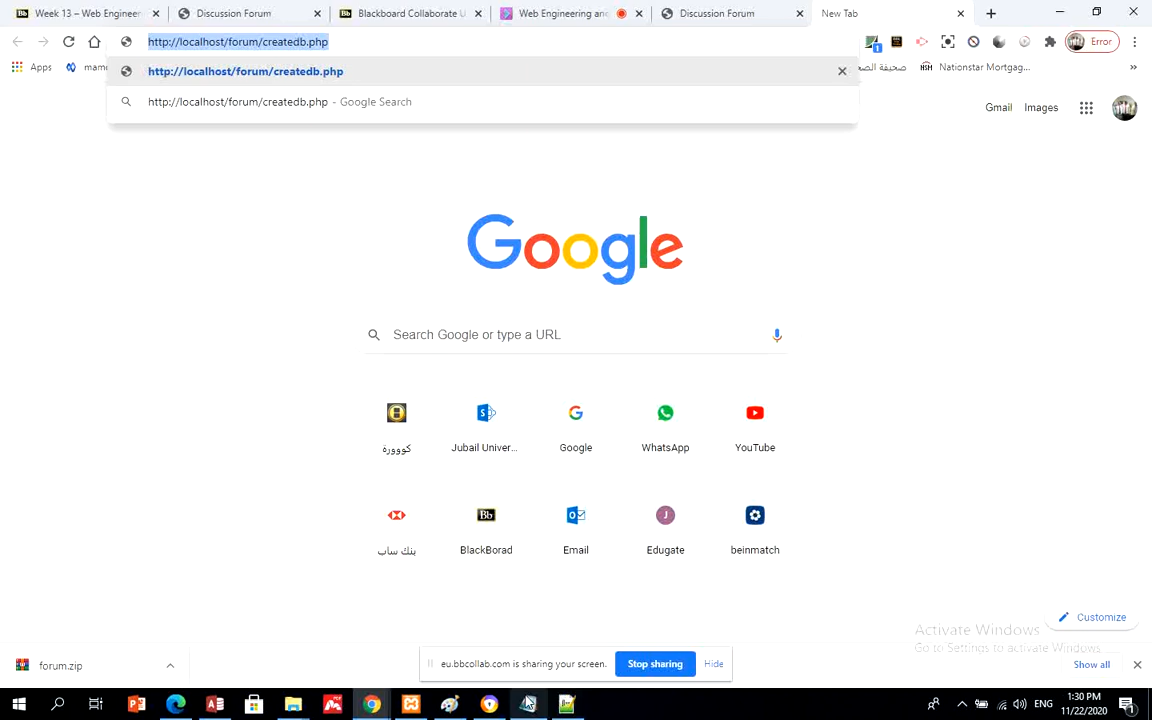 Week 13 – Web Engineer
Discussion Forum
Blackboard Collaborate U
Web Engineering and
Discussion Forum
New Tab
http://localhost/forum/createdb.php
Error
Apps
mam
Nationstar Mortgag...
http://localhost/forum/createdb.php
http://localhost/forum/createdb.php - Google Search
Gmail Images
Google
Search Google or type a URL
كووورة
Jubail Univer...
Google
WhatsApp
YouTube
بنك ساب
BlackBorad
Email
Edugate
beinmatch
Customize
Activate Windows
Go to Settings to activate Windows.
forum.zip
eu.bbcollab.com is sharing your screen. Stop sharing Hide
Show all
ENG
1:30 PM
11/22/2020